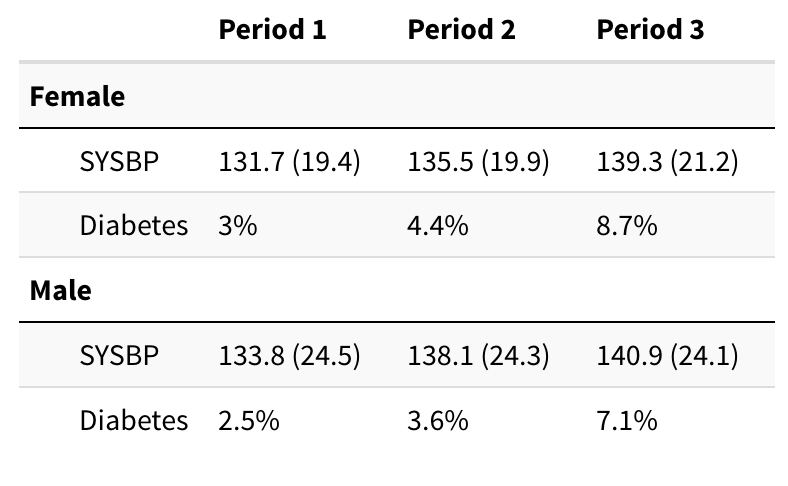 Period 1 Period 2 Period 3
Female
SYSBP 131.7 (19.4) 135.5 (19.9) 139.3 (21.2)
Diabetes 3% 4.4% 8.7%
Male
SYSBP 133.8 (24.5) 138.1 (24.3) 140.9 (24.1)
Diabetes 2.5% 3.6% 7.1%